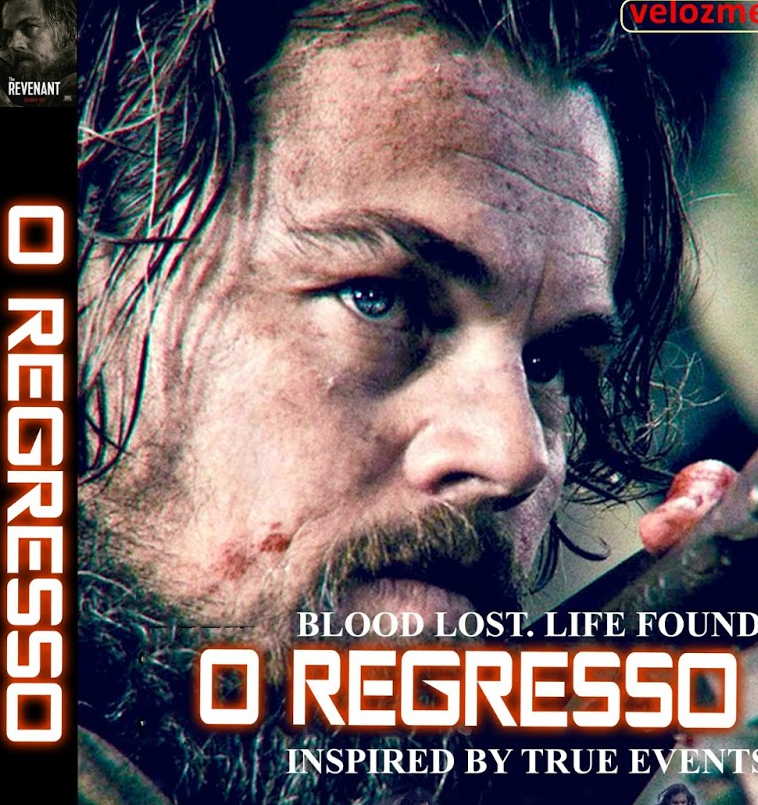 velozme
The
REVENANT
O REGRESSO
BLOOD LOST. LIFE FOUND
O REGRESSO
INSPIRED BY TRUE EVENTS